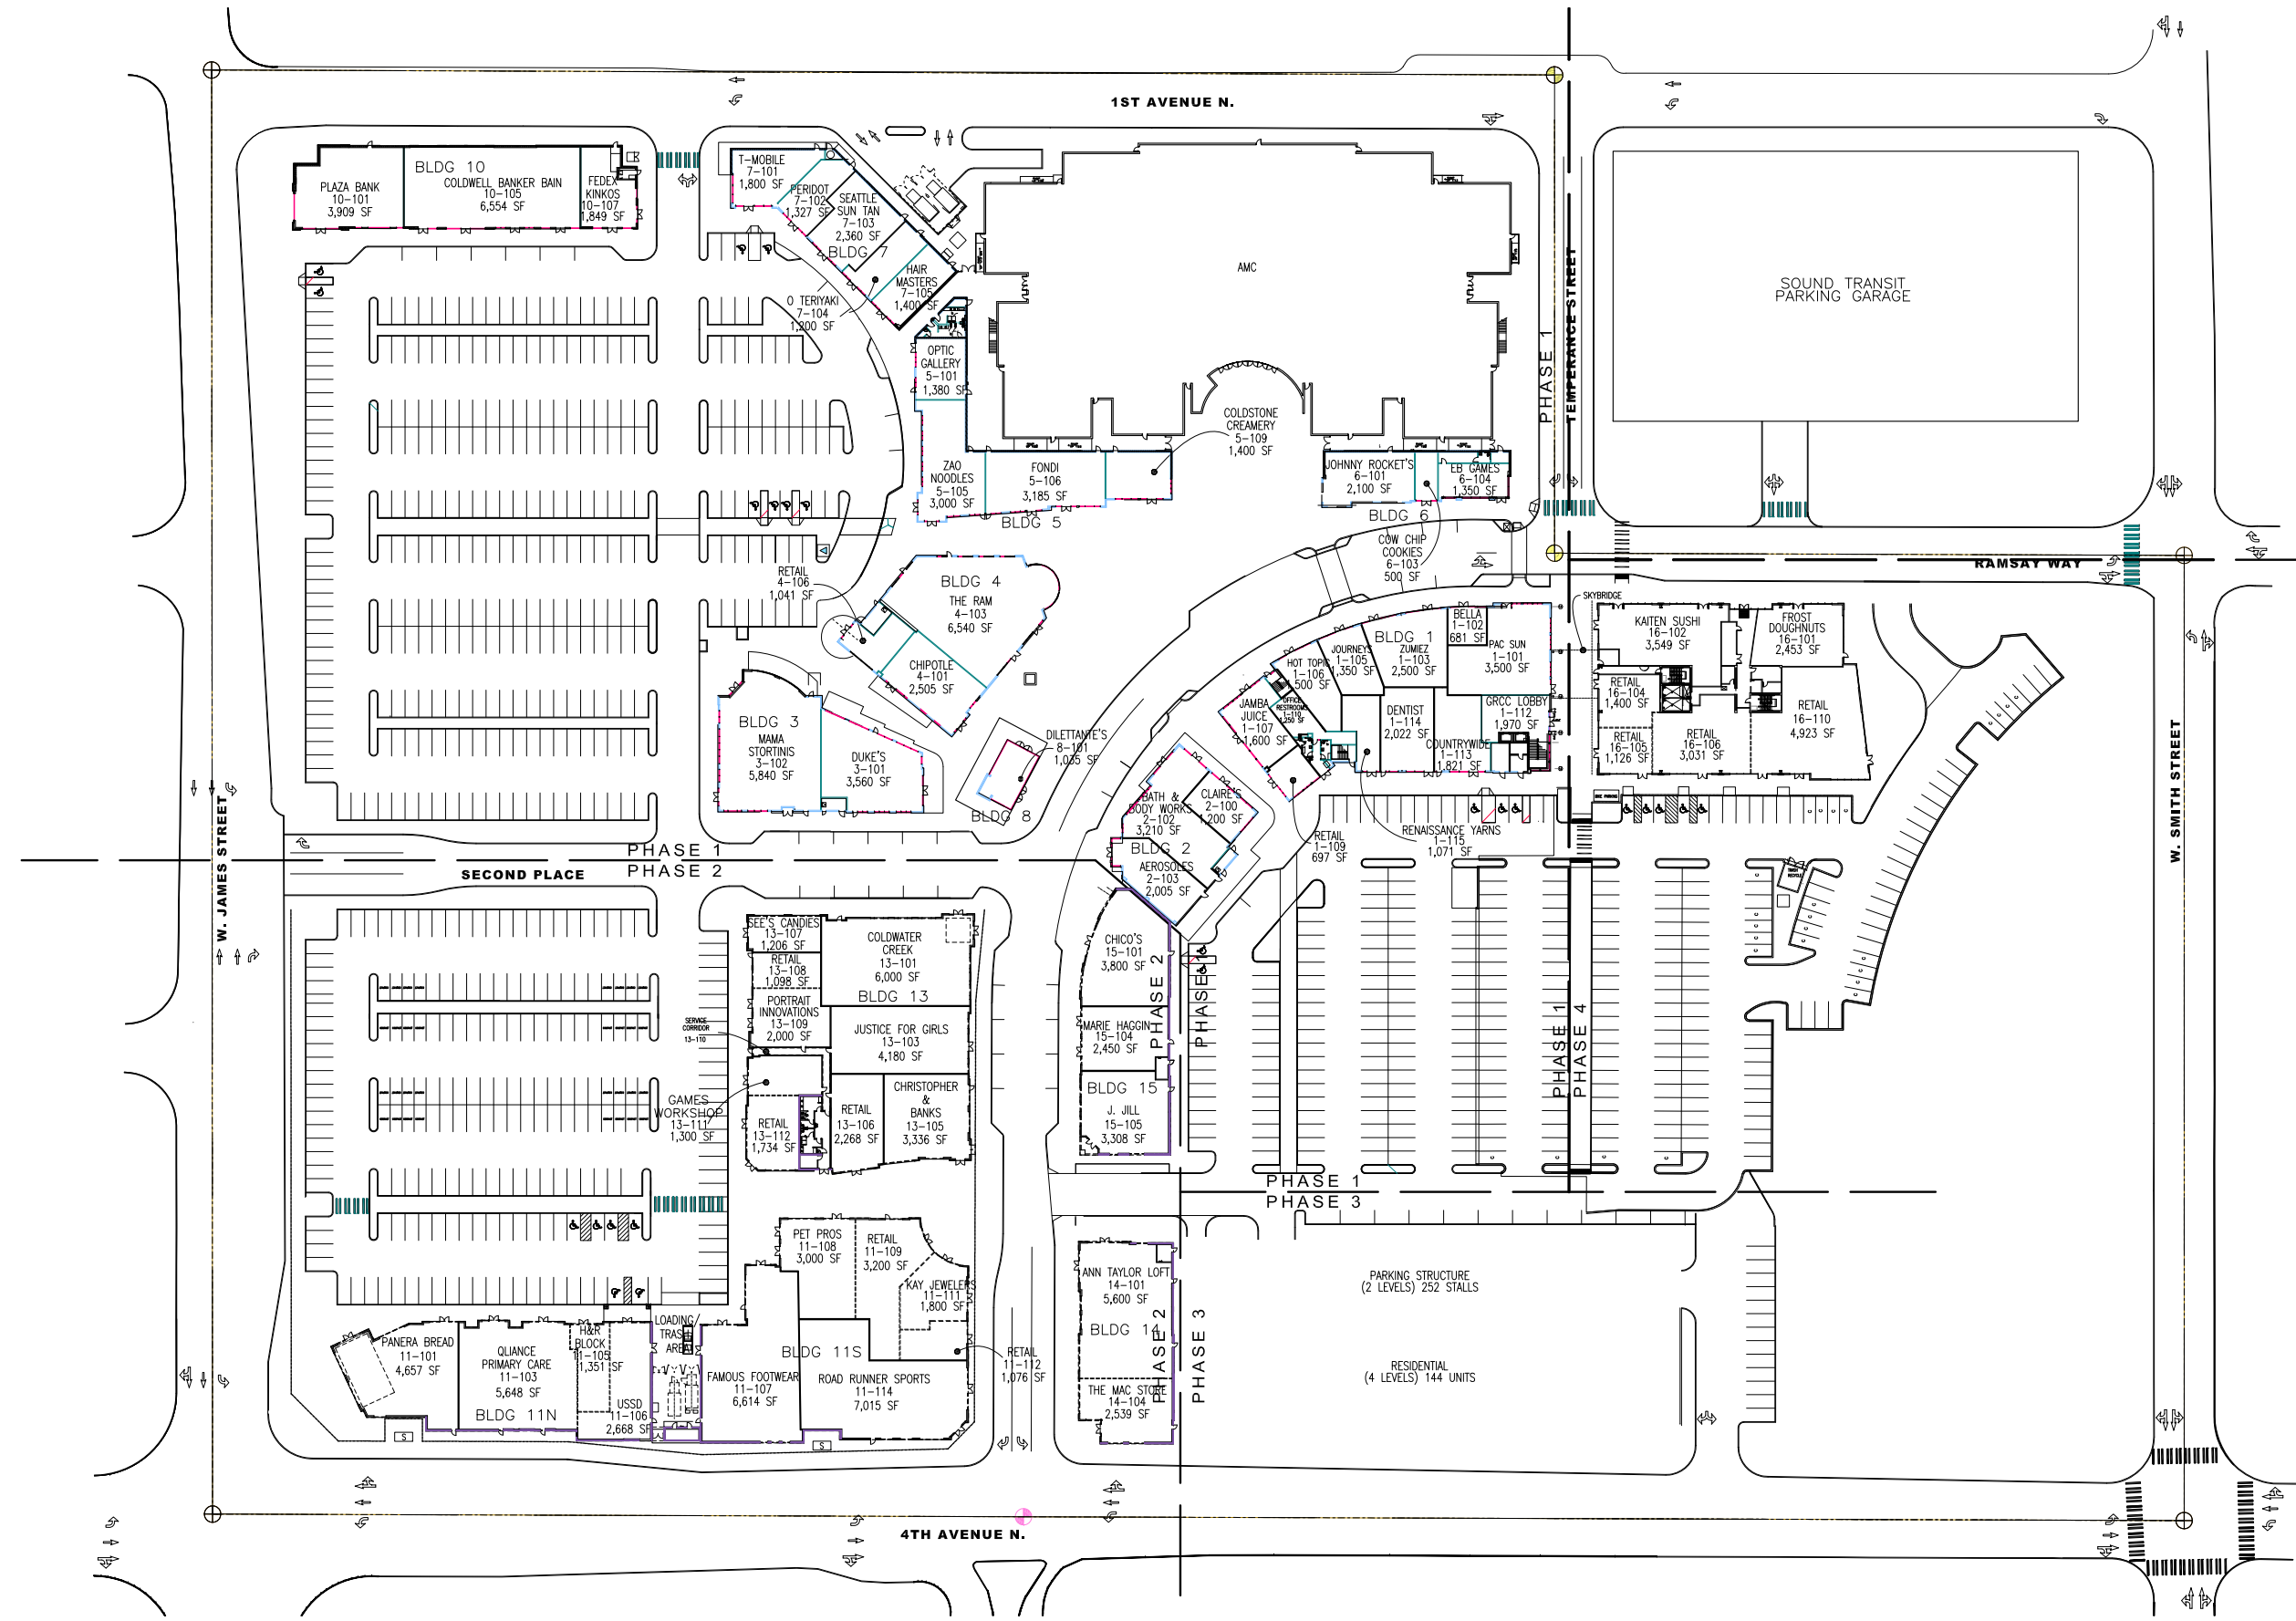 1ST AVENUE N.
BLDG 10
PLAZA BANK
10-101
3,909 SF
COLDWELL BANKER BAIN
10-105
6,554 SF
FEDEX
KINKOS
10-107
1,849 SF
T-MOBILE
7-101
1,800 SF
PERIDOT
7-102
1,327 SF
SEATTLE
SUN TAN
7-103
2,360 SF
BLDG 7
HAIR
MASTERS
7-105
1,400 SF
O TERIYAKI
7-104
1,200 SF
AMC
PHASE 1
TEMPERANCE STREET
SOUND TRANSIT
PARKING GARAGE
OPTIC
GALLERY
5-101
1,380 SF
COLDSTONE
CREAMERY
5-109
1,400 SF
ZAO
NOODLES
5-105
3,000 SF
FONDI
5-106
3,185 SF
BLDG 5
JOHNNY ROCKET'S
6-101
2,100 SF
EB GAMES
6-104
1,350 SF
BLDG 6
COW CHIP
COOKIES
6-103
500 SF
RAMSAY WAY
RETAIL
4-106
1,041 SF
BLDG 4
THE RAM
4-103
6,540 SF
CHIPOTLE
4-101
2,505 SF
BLDG 3
MAMA
STORTINIS
3-102
5,840 SF
DUKE'S
3-101
3,560 SF
DILETTANTE'S
8-101
1,035 SF
BLDG 8
BLDG 1
BELLA
1-102
681 SF
PAC SUN
1-101
3,500 SF
ZUMIEZ
1-103
2,500 SF
JOURNEYS
1-105
1,350 SF
HOT TOPIC
1-106
1,500 SF
JAMBA
JUICE
1-107
1,600 SF
OFFICE
RESTROOMS
1-110
1,250 SF
DENTIST
1-114
2,022 SF
GRCC LOBBY
1-112
1,970 SF
COUNTRYWIDE
1-113
1,821 SF
SKYBRIDGE
KAITEN SUSHI
16-102
3,549 SF
FROST
DOUGHNUTS
16-101
2,453 SF
RETAIL
16-104
1,400 SF
RETAIL
16-105
1,126 SF
RETAIL
16-106
3,031 SF
RETAIL
16-110
4,923 SF
W. SMITH STREET
W. JAMES STREET
BATH &
BODY WORKS
2-102
3,210 SF
CLAIRE'S
2-100
1,200 SF
BLDG 2
AEROSOLES
2-103
2,005 SF
RETAIL
1-109
697 SF
RENAISSANCE YARNS
1-115
1,071 SF
PHASE 1
PHASE 2
SECOND PLACE
SEE'S CANDIES
13-107
1,206 SF
RETAIL
13-108
1,098 SF
COLDWATER
CREEK
13-101
6,000 SF
BLDG 13
PORTRAIT
INNOVATIONS
13-109
2,000 SF
JUSTICE FOR GIRLS
13-103
4,180 SF
SERVICE
CORRIDOR
13-110
GAMES
WORKSHOP
13-111
1,300 SF
RETAIL
13-112
1,734 SF
RETAIL
13-106
2,268 SF
CHRISTOPHER
&
BANKS
13-105
3,336 SF
CHICO'S
15-101
3,800 SF
MARIE HAGGIN
15-104
2,450 SF
BLDG 15
J. JILL
15-105
3,308 SF
PHASE 2
PHASE 1
PHASE 1
PHASE 4
PHASE 1
PHASE 3
PET PROS
11-108
3,000 SF
RETAIL
11-109
3,200 SF
KAY JEWELERS
11-111
1,800 SF
RETAIL
11-112
1,076 SF
PANERA BREAD
11-101
4,657 SF
QLIANCE
PRIMARY CARE
11-103
5,648 SF
BLDG 11N
H&R
BLOCK
11-105
1,351 SF
USSD
11-106
2,668 SF
LOADING/
TRASH
AREA
FAMOUS FOOTWEAR
11-107
6,614 SF
BLDG 11S
ROAD RUNNER SPORTS
11-114
7,015 SF
S
S
ANN TAYLOR LOFT
14-101
5,600 SF
BLDG 14
THE MAC STORE
14-104
2,539 SF
PHASE 2
PHASE 3
PARKING STRUCTURE
(2 LEVELS) 252 STALLS
RESIDENTIAL
(4 LEVELS) 144 UNITS
4TH AVENUE N.